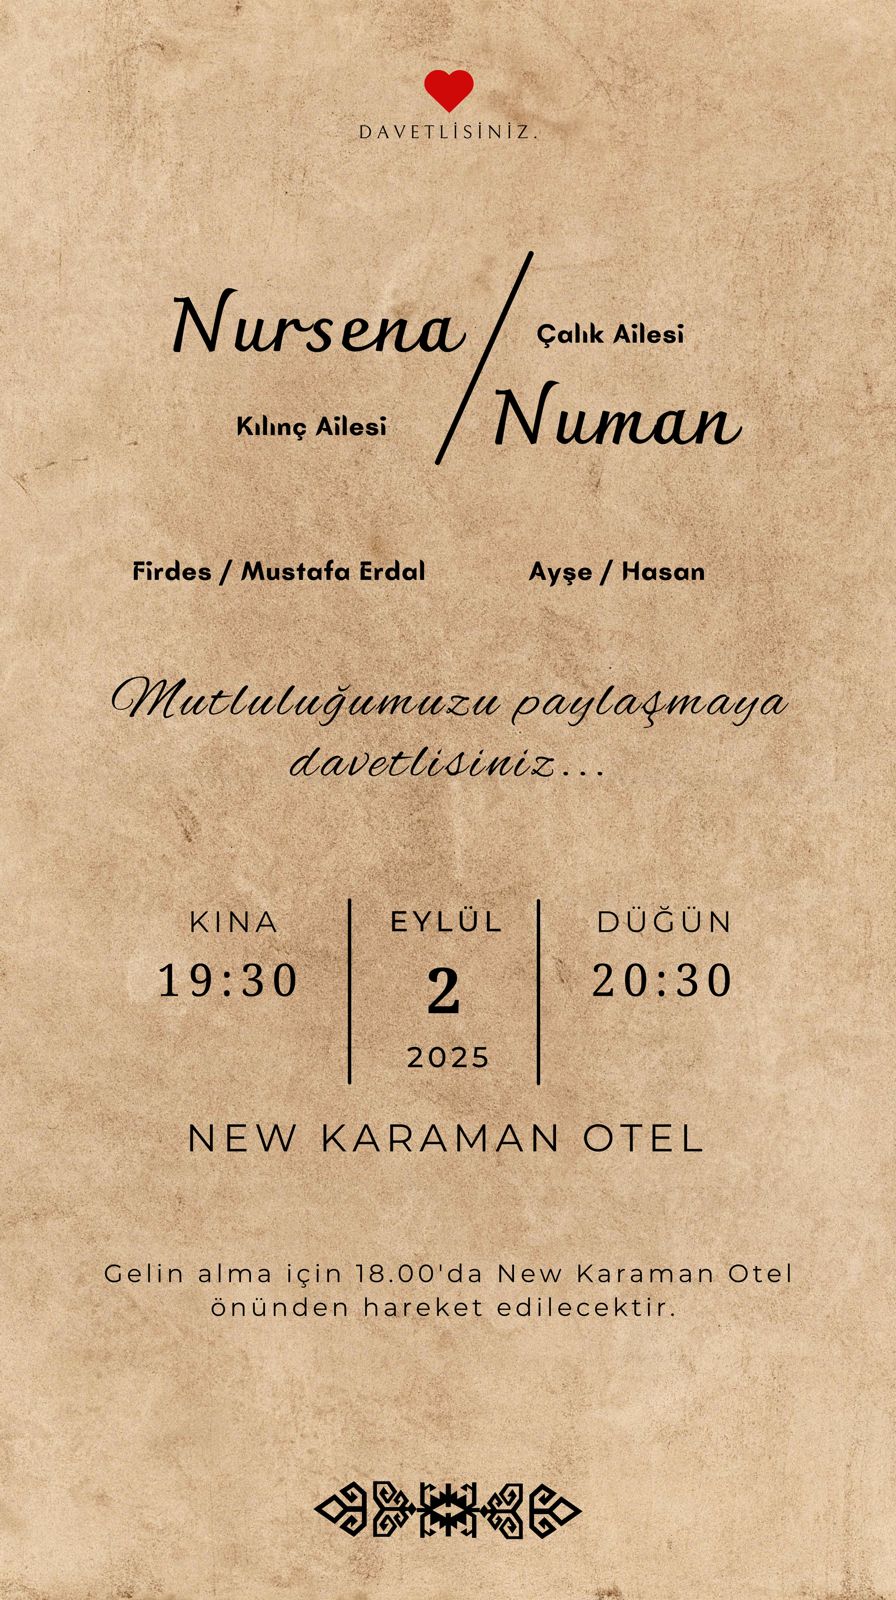 DAVETLİSİNİZ.
Nursena
Çalık Ailesi
Kılınç Ailesi
Numan
Firdes / Mustafa Erdal
Ayşe / Hasan
Mutluluğumuzu paylaşmaya
davetlisiniz...
KINA
19:30
EYLÜL
2
2025
DÜĞÜN
20:30
NEW KARAMAN OTEL
Gelin alma için 18.00'da New Karaman Otel
önünden hareket edilecektir.